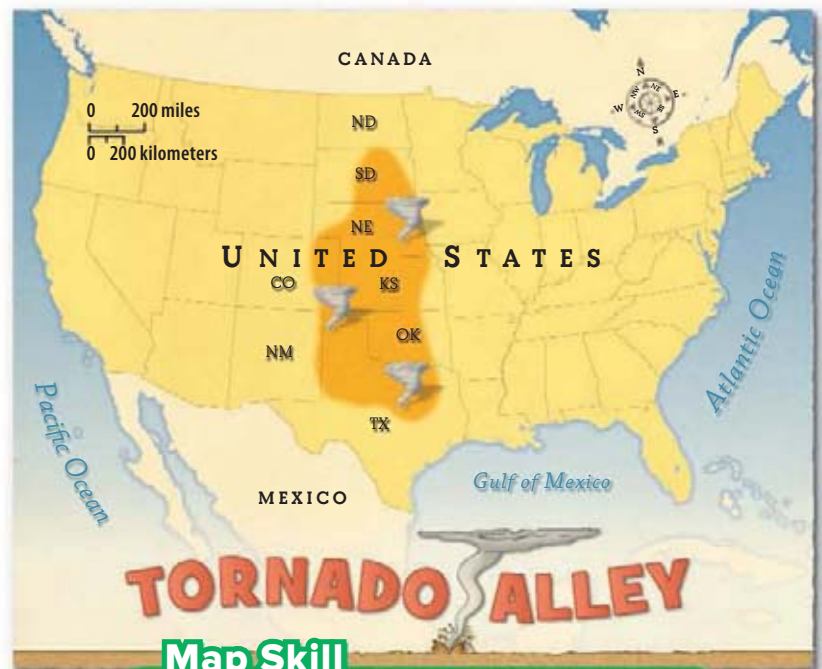 CANADA
N
NW NE
W E
SW SE
S
0 200 miles
0 200 kilometers
ND
SD
NE
UNITED STATES
CO
KS
OK
NM
TX
Pacific Ocean
Atlantic Ocean
Gulf of Mexico
MEXICO
TORNADO ALLEY
Map Skill